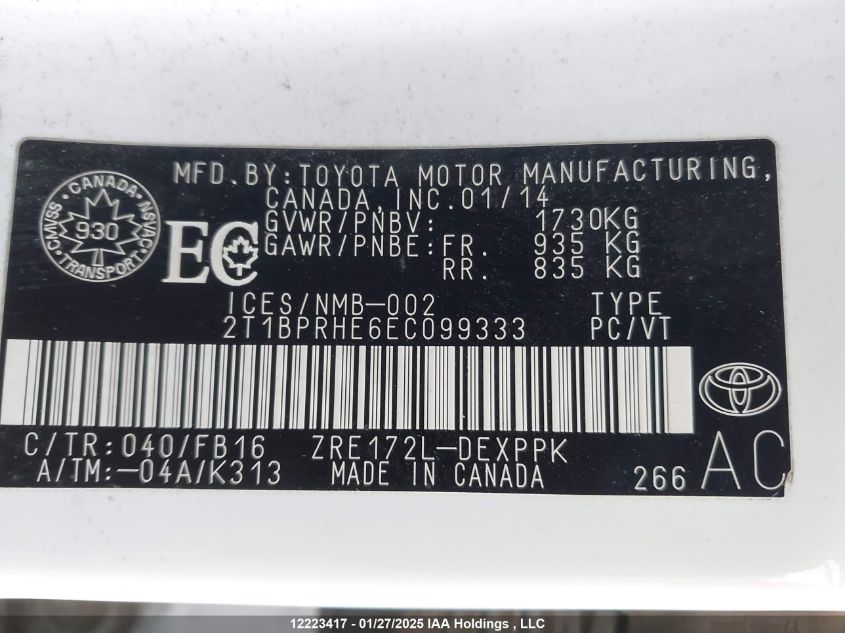 MFD.BY:TOYOTA MOTOR MANUFACTURING,
CANADA,INC.01/14
GVWR/PNBV: 1730KG
GAWR/PNBE:FR. 935 KG
RR. 835 KG
CANADA
CMVSS 930 NSVAC
TRANSPORT
EC
ICES/NMB-002 TYPE
2T1BPRHE6EC099333 PC/VT
C/TR:040/FB16 ZRE172L-DEXPPK
A/TM:-04A/K313 MADE IN CANADA 266 AC
12223417 - 01/27/2025 IAA Holdings , LLC